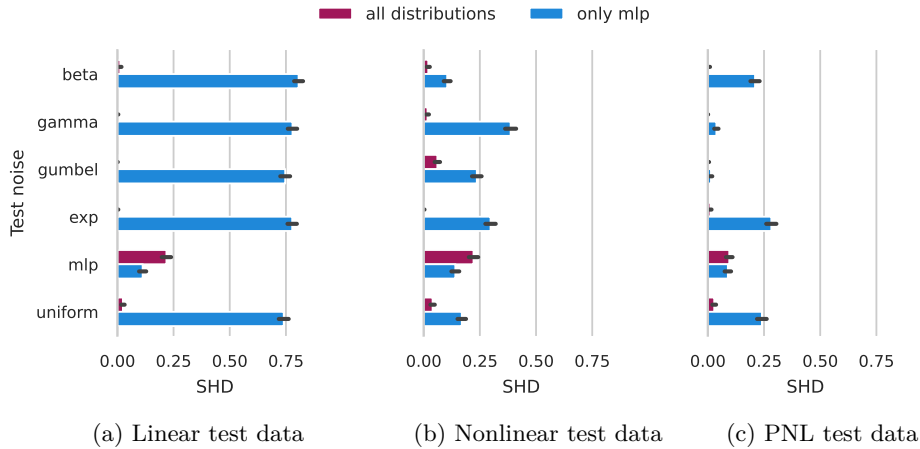 all distributions only mlp
Test noise
beta
gamma
gumbel
exp
mlp
uniform
0.00 0.25 0.50 0.75 0.00 0.25 0.50 0.75 0.00 0.25 0.50 0.75
SHD SHD SHD
(a) Linear test data (b) Nonlinear test data (c) PNL test data